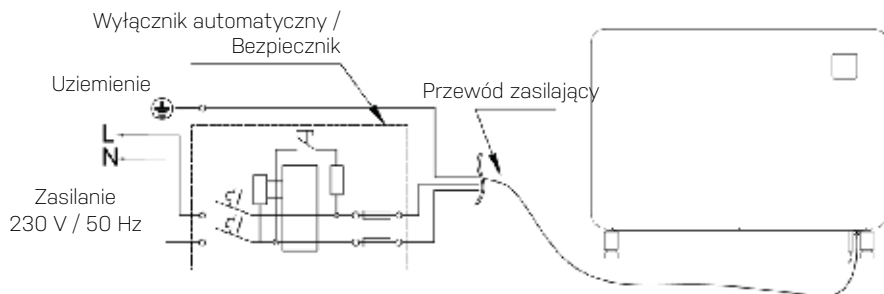 Wyłącznik automatyczny /
Bezpiecznik
Uziemienie
Przewód zasilający
L
N
Zasilanie
230 V / 50 Hz